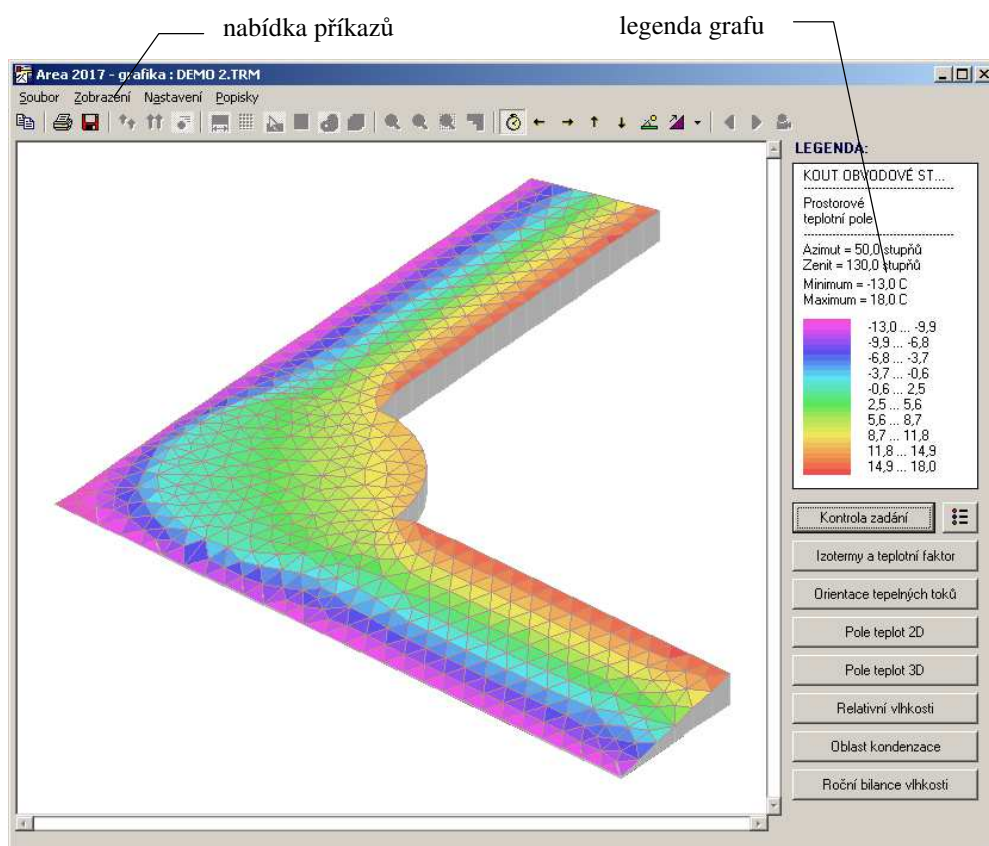 nabídka příkazů
legenda grafu
Area 2017 - grafika : DEMO 2.TRM
Soubor Zobrazení Nastavení Popisky
LEGENDA:
KOUT OBVODOVÉ ST...
Prostorové
teplotní pole
Azimut = 50,0 stupňů
Zenit = 130,0 stupňů
Minimum = -13,0 C
Maximum = 18,0 C
-13,0 ... -9,9
-9,9 ... -6,8
-6,8 ... -3,7
-3,7 ... -0,6
-0,6 ... 2,5
2,5 ... 5,6
5,6 ... 8,7
8,7 ... 11,8
11,8 ... 14,9
14,9 ... 18,0
Kontrola zadání
Izotermy a teplotní faktor
Orientace tepelných toků
Pole teplot 2D
Pole teplot 3D
Relativní vlhkosti
Oblast kondenzace
Roční bilance vlhkosti